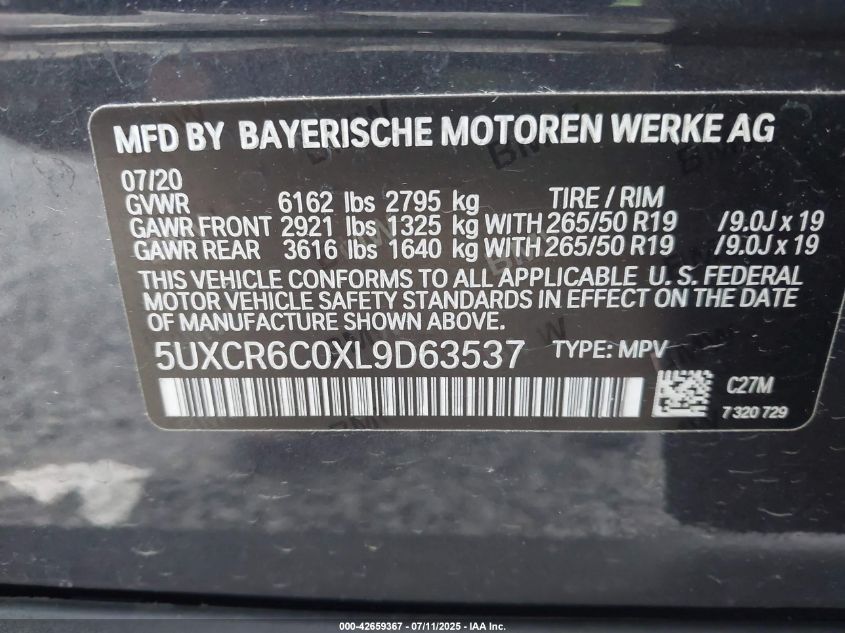 MFD BY BAYERISCHE MOTOREN WERKE AG
07/20
GVWR 6162 lbs 2795 kg TIRE / RIM
GAWR FRONT 2921 lbs 1325 kg WITH 265/50 R19 /9.0J x 19
GAWR REAR 3616 lbs 1640 kg WITH 265/50 R19 /9.0J x 19
THIS VEHICLE CONFORMS TO ALL APPLICABLE U. S. FEDERAL
MOTOR VEHICLE SAFETY STANDARDS IN EFFECT ON THE DATE
OF MANUFACTURE SHOWN ABOVE.
5UXCR6C0XL9D63537 TYPE: MPV
C27M
7 320 729
000-42659367 - 07/11/2025 - IAA Inc.